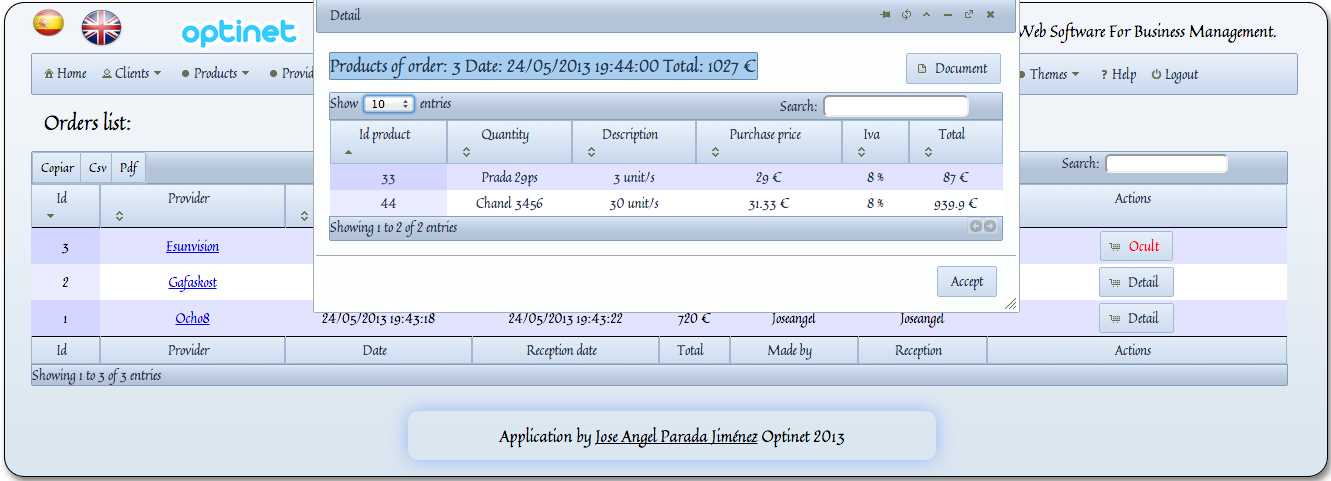 optinet
Web Software For Business Management.
Home Clients Products Provid Themes ? Help Logout
Orders list:
Copiar Csv Pdf
Search:
Id Provider Actions
3 Esunvision Ocult
2 Gafaskost Detail
1 Ocho8 24/05/2013 19:43:18 24/05/2013 19:43:22 720 € Joseangel Joseangel Detail
Id Provider Date Reception date Total Made by Reception Actions
Showing 1 to 3 of 3 entries
Detail
Products of order: 3 Date: 24/05/2013 19:44:00 Total: 1027 €
Document
Show 10 entries
Search:
Id product Quantity Description Purchase price Iva Total
33 Prada 29ps 3 unit/s 29 € 8 % 87 €
44 Chanel 3456 30 unit/s 31.33 € 8 % 939.9 €
Showing 1 to 2 of 2 entries
Accept
Application by Jose Angel Parada Jiménez Optinet 2013